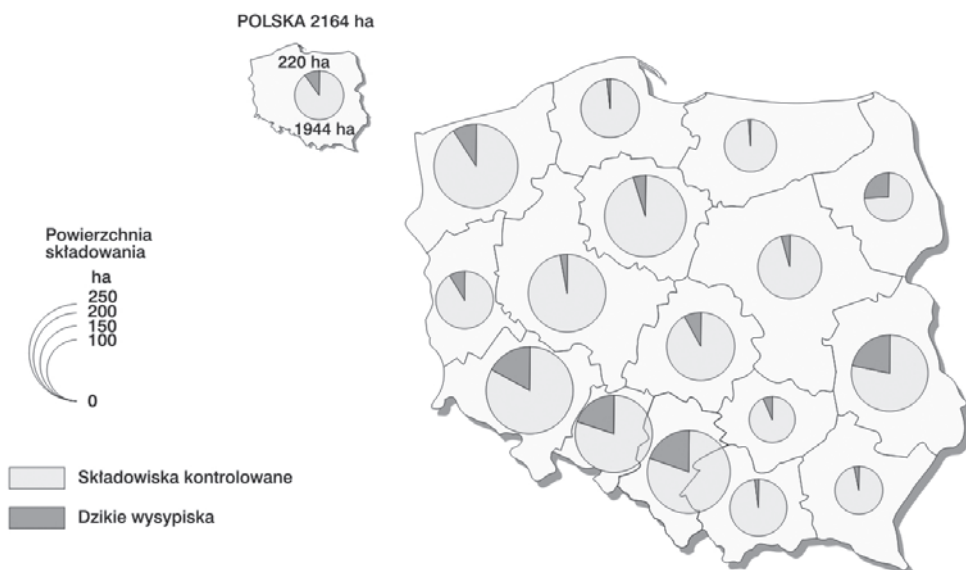 POLSKA 2164 ha
220 ha
1944 ha
Powierzchnia
składowania
ha
250
200
150
100
0
Składowiska kontrolowane
Dzikie wysypiska